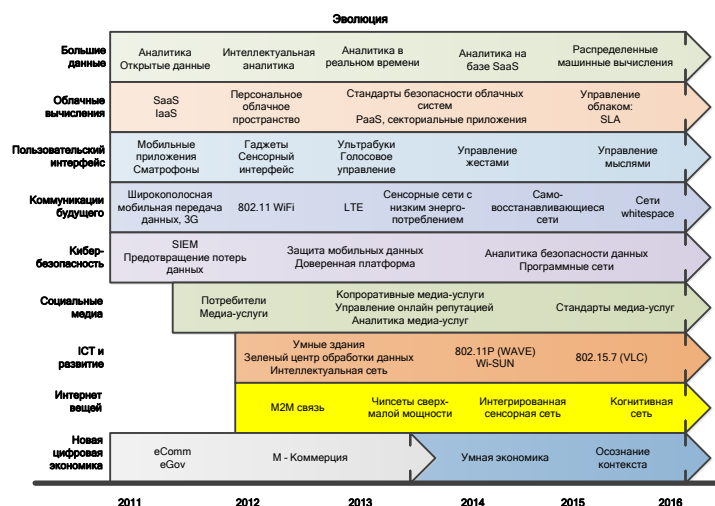 Эволюция
Большие
данные
Аналитика
Открытые данные
Интеллектуальная
аналитика
Аналитика в
реальном времени
Аналитика на
базе SaaS
Распределенные
машинные вычисления
Облачные
вычисления
SaaS
IaaS
Персональное
облачное
пространство
Стандарты безопасности облачных
систем
PaaS, секториальные приложения
Управление
облаком:
SLA
Пользовательский
интерфейс
Мобильные
приложения
Сматрофоны
Гаджеты
Сенсорный
интерфейс
Ультрабуки
Голосовое
управление
Управление
жестами
Управление
мыслями
Коммуникации
будущего
Широкополосная
мобильная передача
данных, 3G
802.11 WiFi
LTE
Сенсорные сети с
низким энерго-
потреблением
Само-
восстанавливающиеся
сети
Сети
whitespace
Кибер-
безопасность
SIEM
Предотвращение потерь
данных
Защита мобильных данных
Доверенная платформа
Аналитика безопасности данных
Программные сети
Социальные
медиа
Потребители
Медиа-услуги
Копроративные медиа-услуги
Управление онлайн репутацией
Аналитика медиа-услуг
Стандарты медиа-услуг
ICT и
развитие
Умные здания
Зеленый центр обработки данных
Интеллектуальная сеть
802.11P (WAVE)
Wi-SUN
802.15.7 (VLC)
Интернет
вещей
M2M связь
Чипсеты сверх-
малой мощности
Интегрированная
сенсорная сеть
Когнитивная
сеть
Новая
цифровая
экономика
eComm
eGov
М - Коммерция
Умная экономика
Осознание
контекста
2011
2012
2013
2014
2015
2016